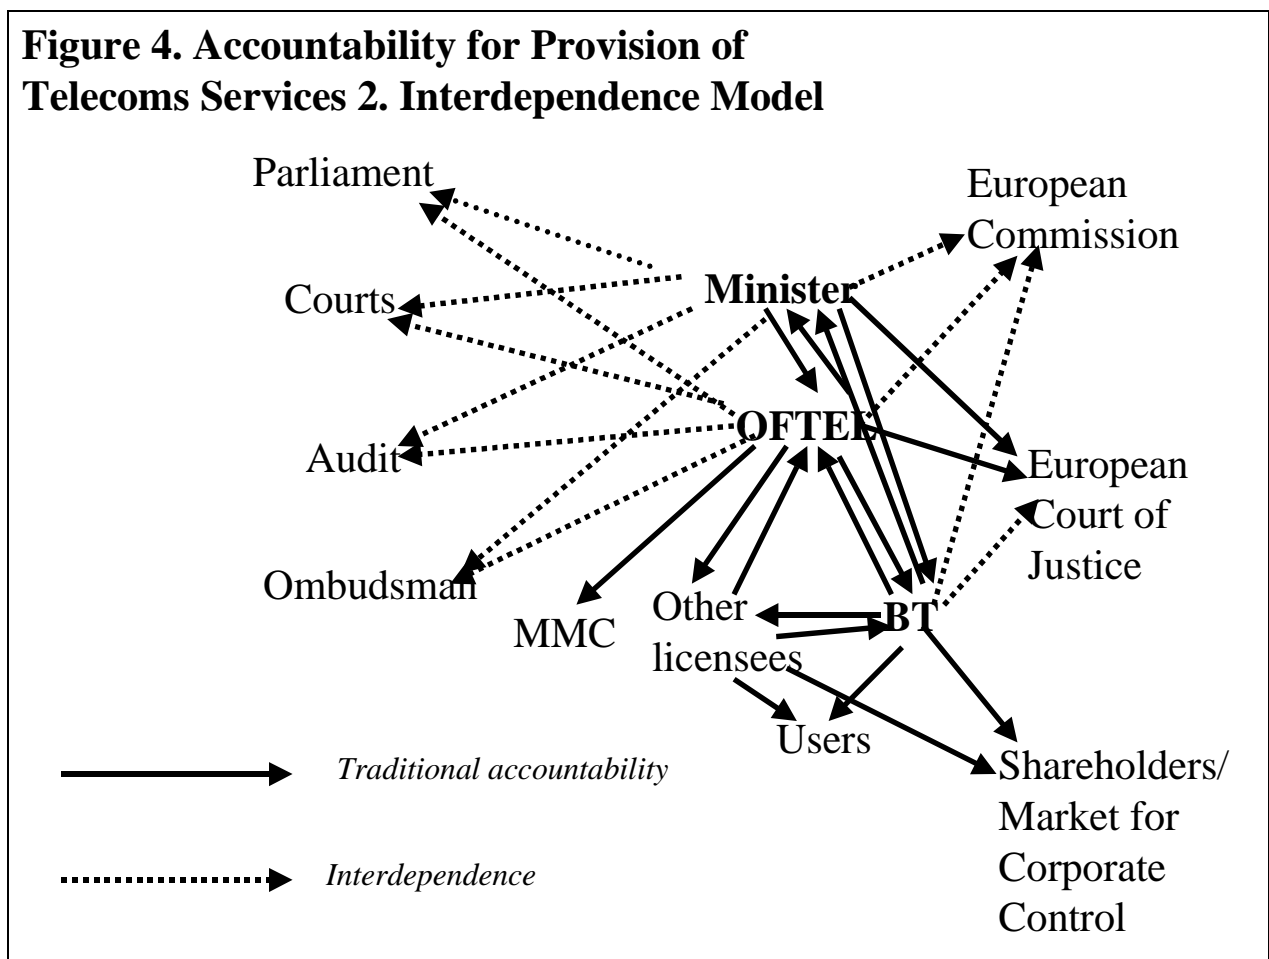 Figure 4. Accountability for Provision of
Telecoms Services 2. Interdependence Model
Parliament
European
Commission
Minister
Courts
OFTEL
Audit
European
Court of
Justice
Ombudsman
MMC
Other
licensees
BT
Users
Shareholders/
Market for
Corporate
Control
Traditional accountability
Interdependence